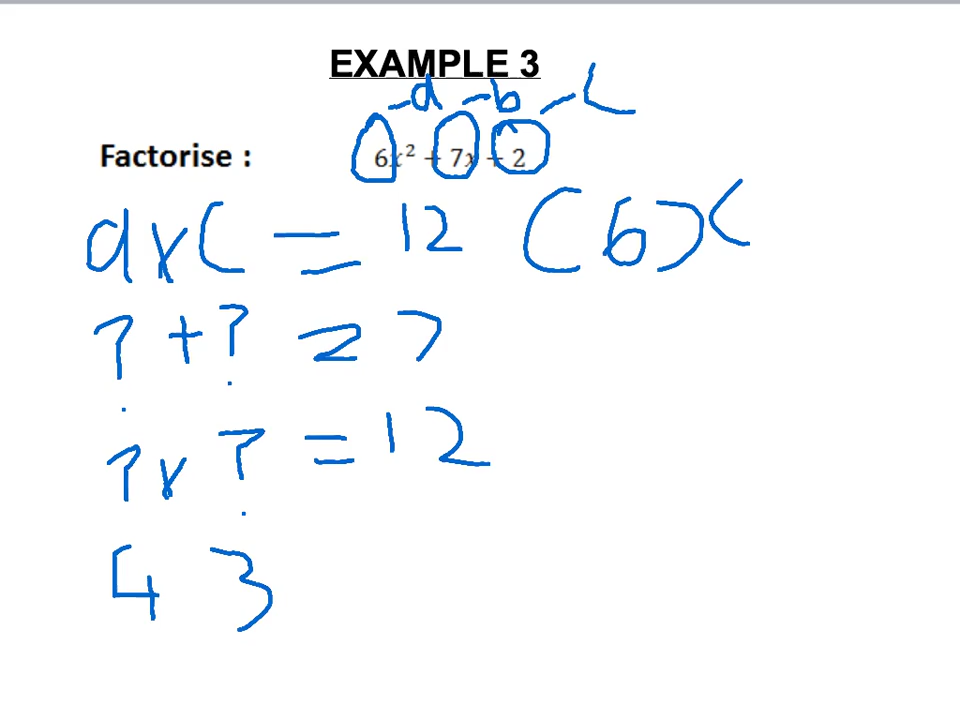 EXAMPLE 3
- a - b - c
Factorise : 6x² + 7x + 2
axc = 12 (6)x(
? + ? = 7
? x ? = 12
4 3